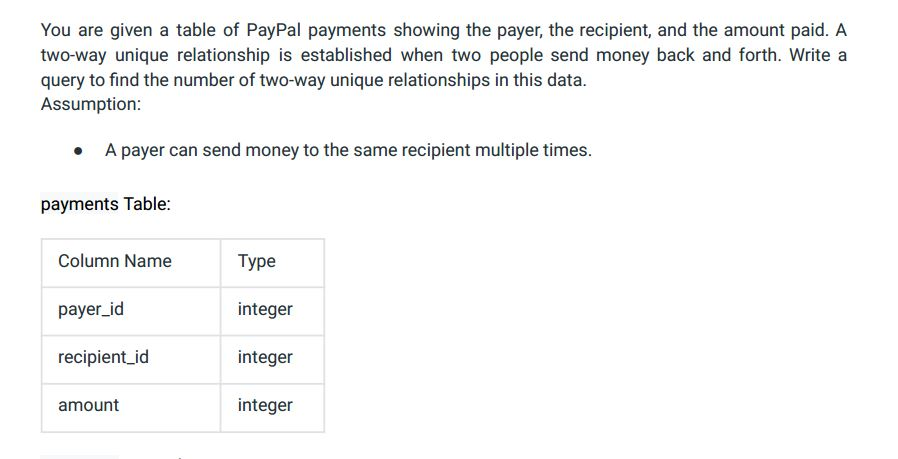 You are given a table of PayPal payments showing the payer, the recipient, and the amount paid. A
two-way unique relationship is established when two people send money back and forth. Write a
query to find the number of two-way unique relationships in this data.
Assumption:
● A payer can send money to the same recipient multiple times.
payments Table:
Column Name Type
payer_id integer
recipient_id integer
amount integer